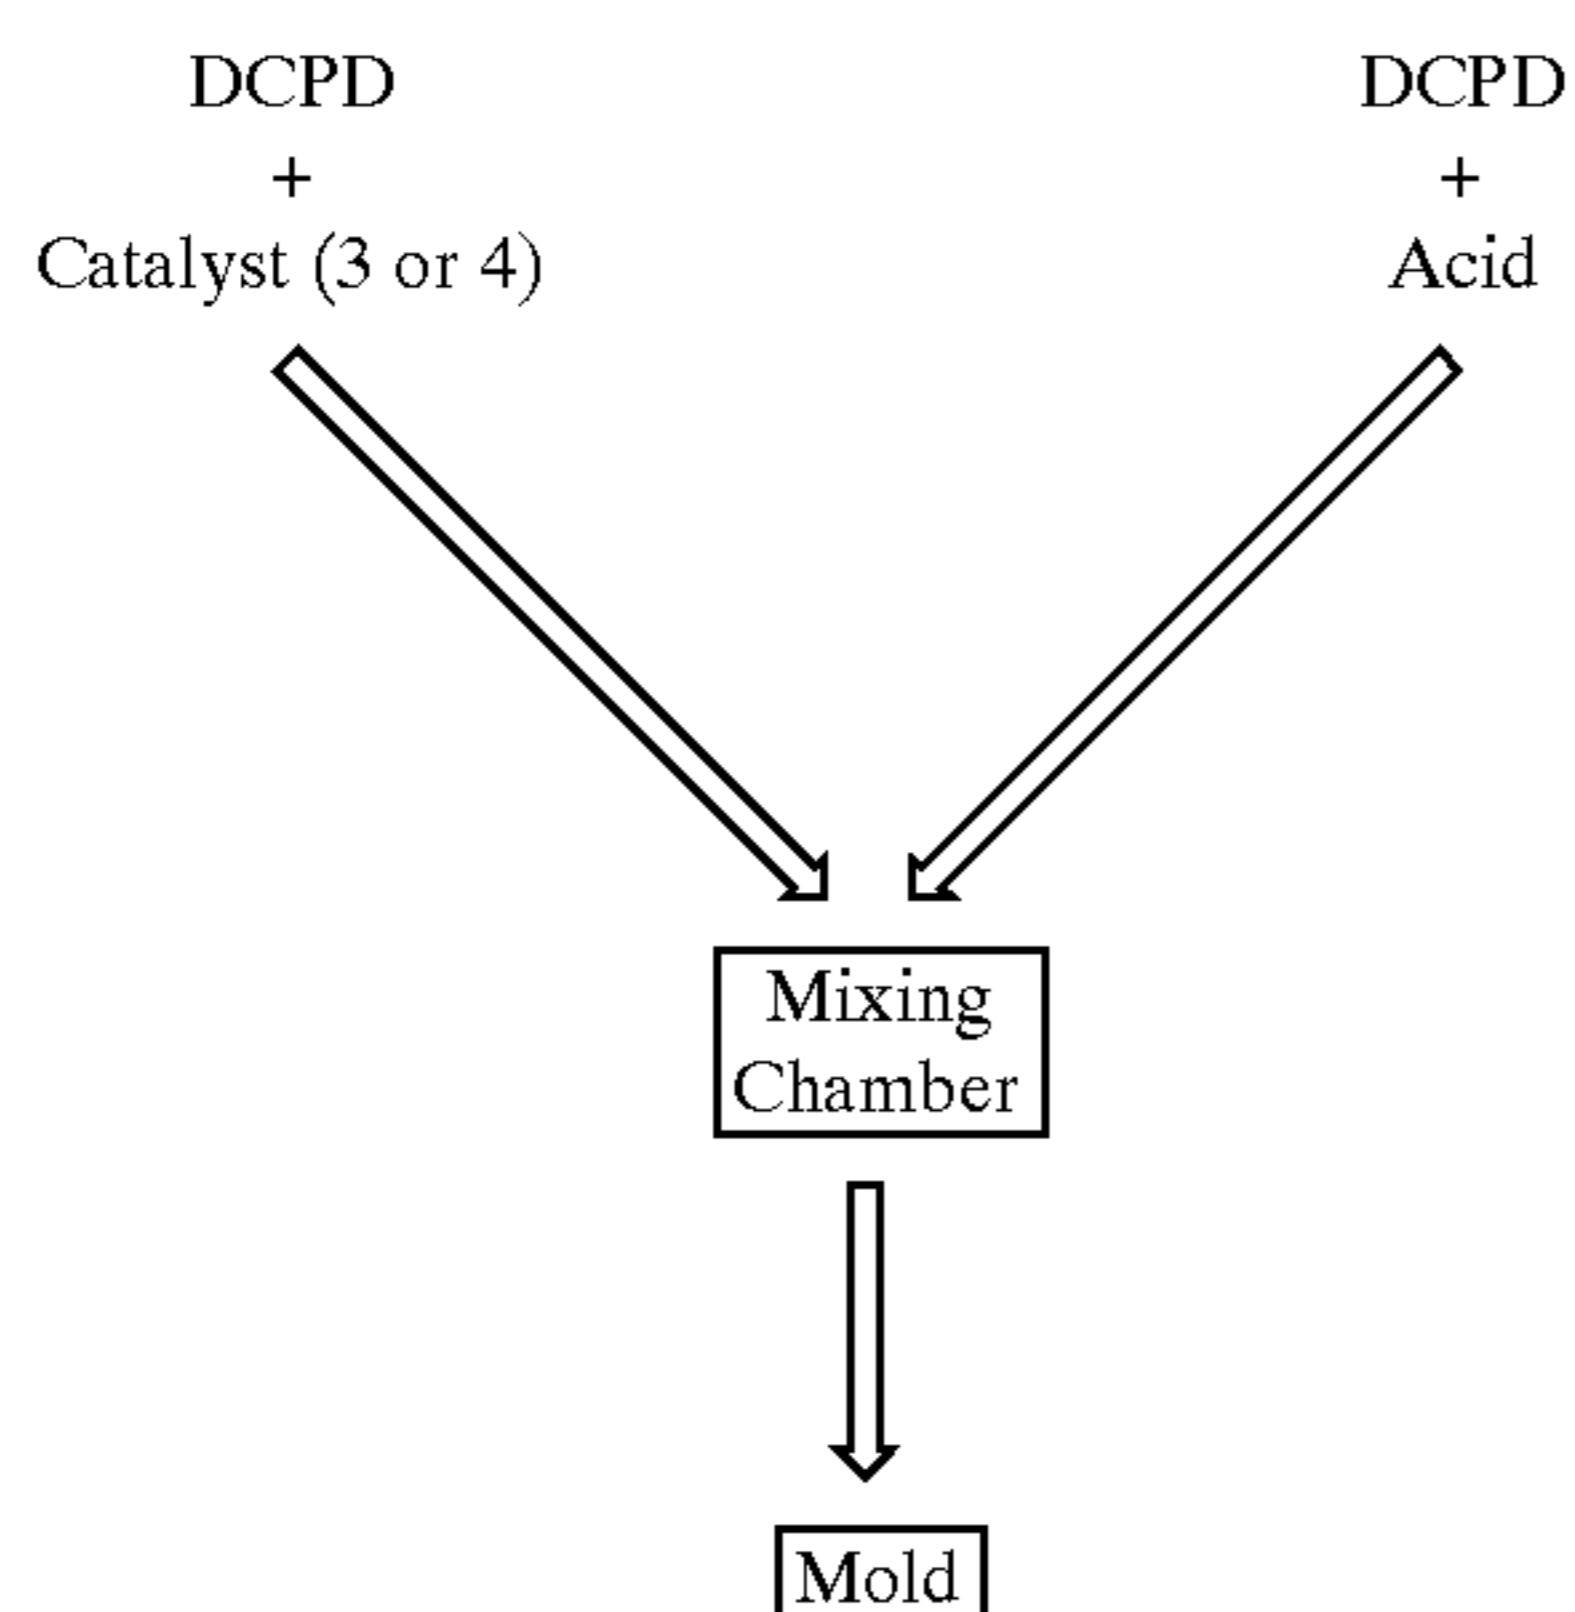 DCPD
+
Catalyst (3 or 4)
DCPD
+
Acid
Mixing
Chamber
Mold